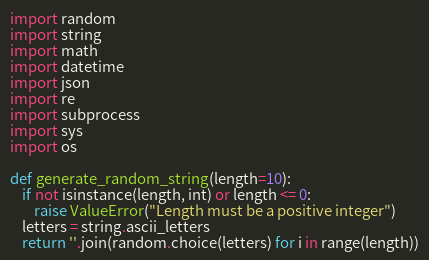 import random
import string
import math
import datetime
import json
import re
import subprocess
import sys
import os

def generate_random_string(length=10):
    if not isinstance(length, int) or length <= 0:
        raise ValueError("Length must be a positive integer")
    letters = string.ascii_letters
    return ''.join(random.choice(letters) for i in range(length))